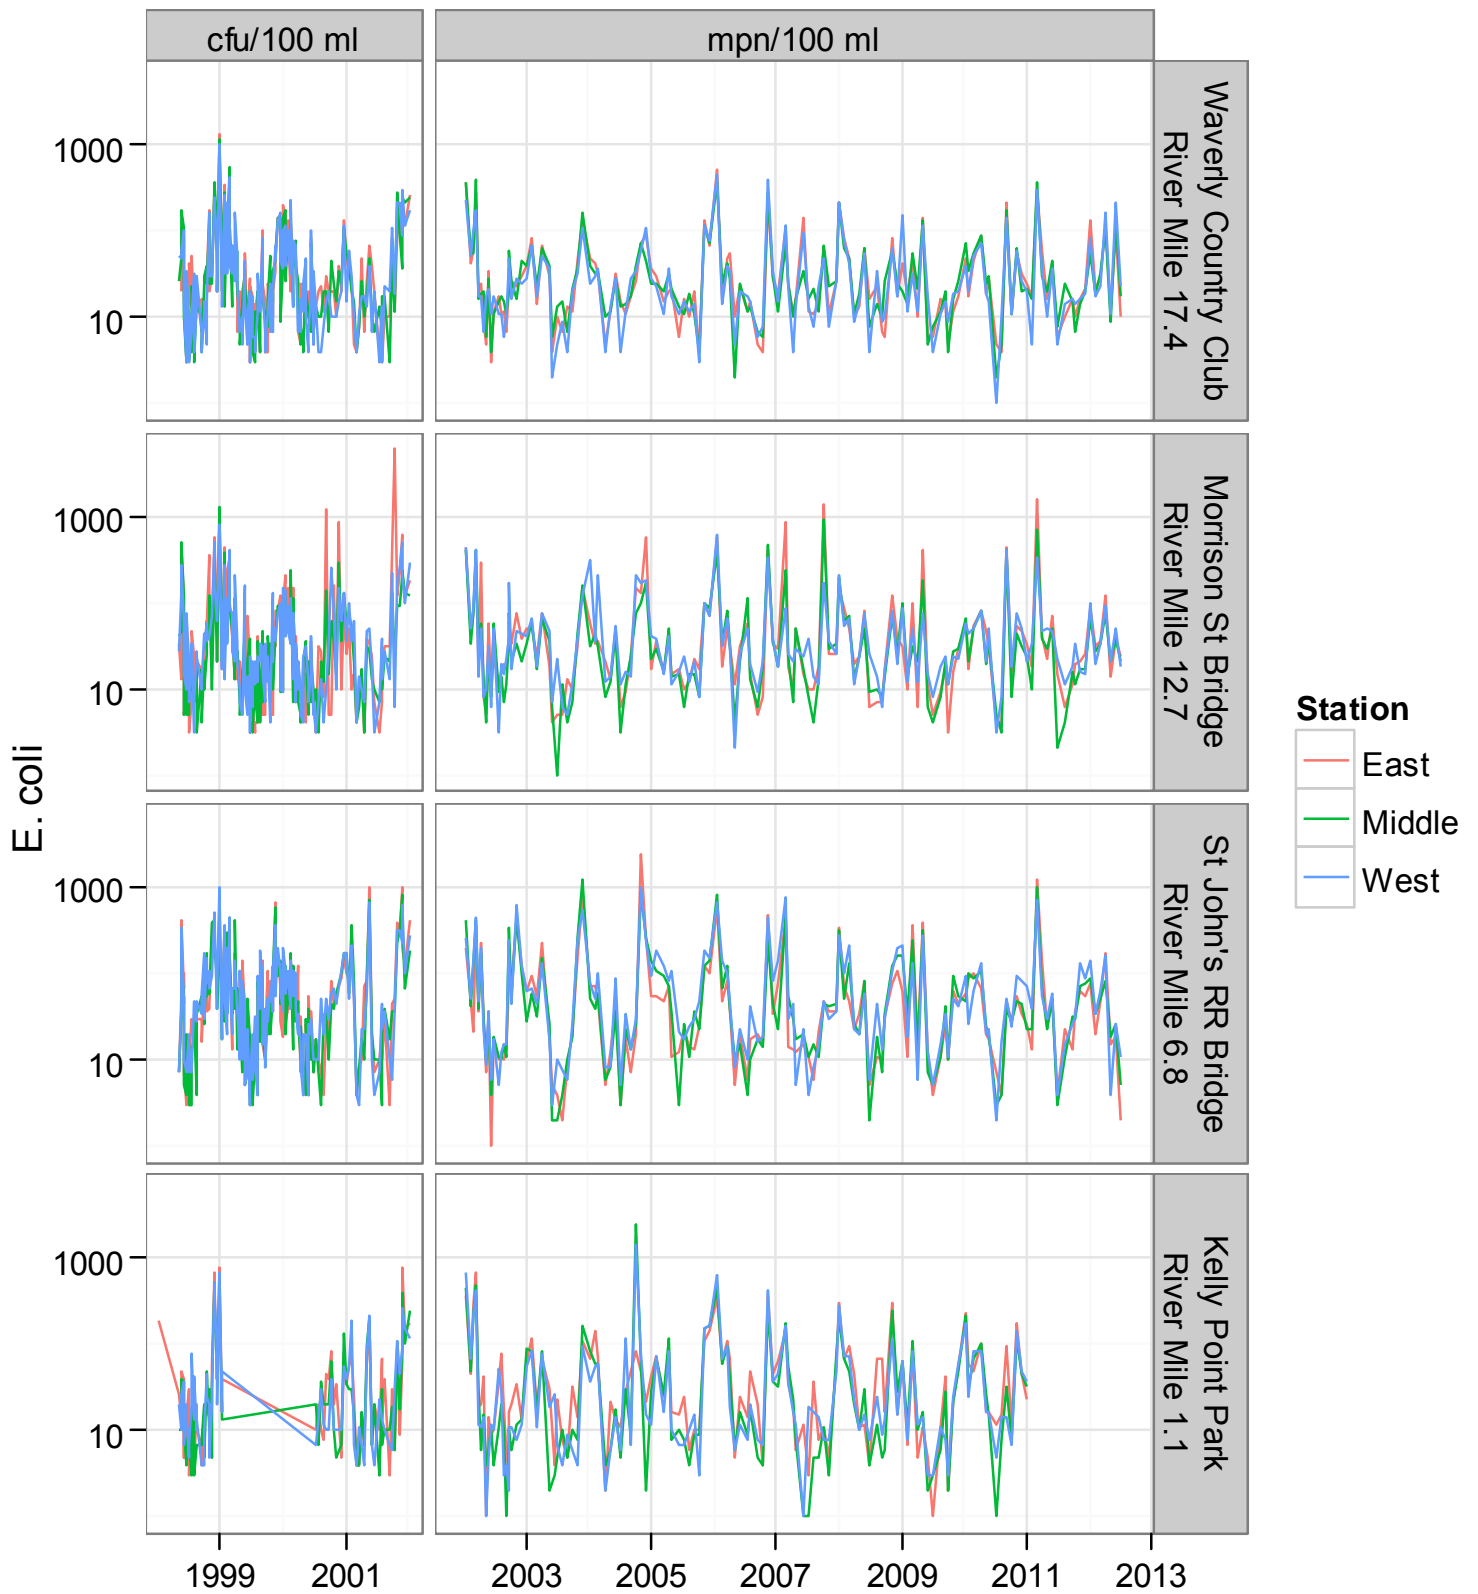 cfu/100 ml
mpn/100 ml
1000
10
Waverly Country Club
River Mile 17.4
1000
10
Morrison St Bridge
River Mile 12.7
E. coli
1000
10
St John's RR Bridge
River Mile 6.8
1000
10
Kelly Point Park
River Mile 1.1
1999
2001
2003
2005
2007
2009
2011
2013
Station
East
Middle
West